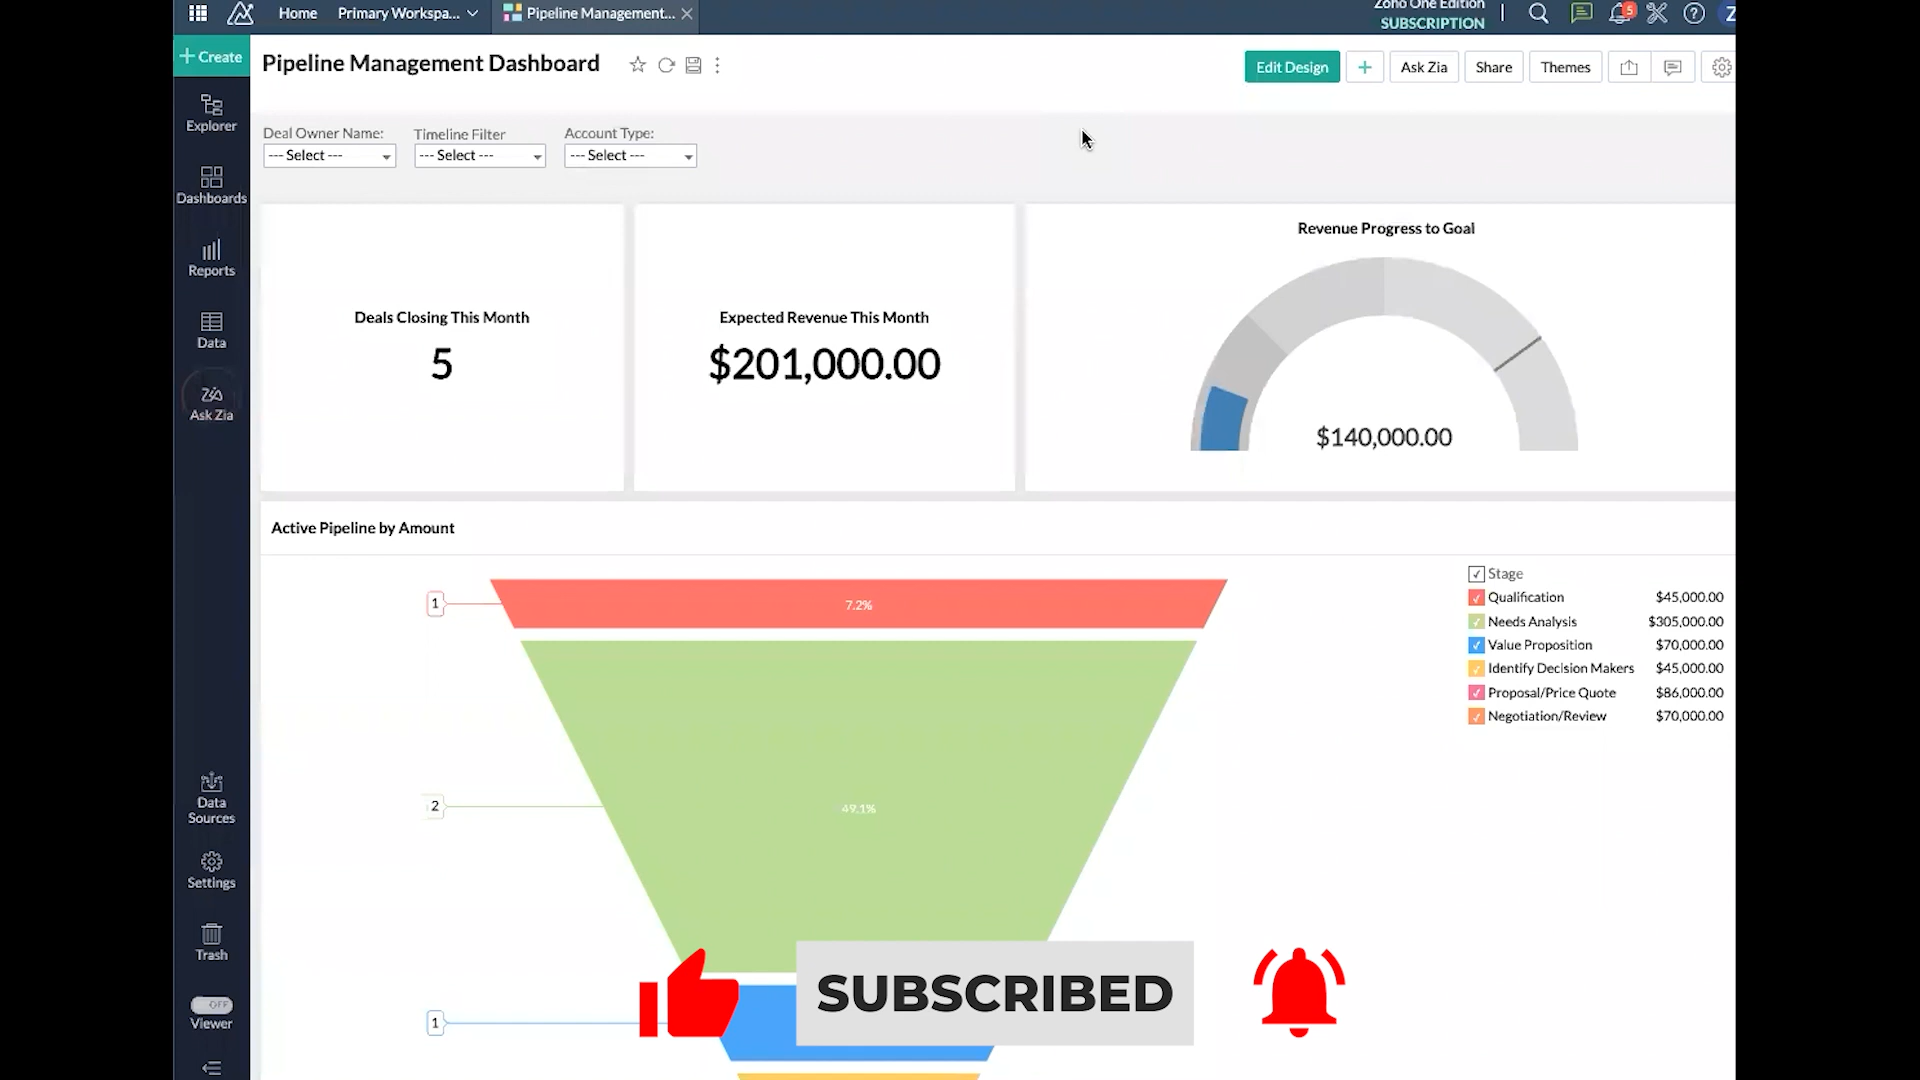 Home Primary Workspa... Pipeline Management...
Zoho One Edition
SUBSCRIPTION
5
Z
Create
Pipeline Management Dashboard
Edit Design
Ask Zia
Share
Themes
Explorer
Dashboards
Reports
Data
Ask Zia
Data
Sources
Settings
Trash
OFF
Viewer
Deal Owner Name: Timeline Filter Account Type:
--- Select --- --- Select --- --- Select ---
Deals Closing This Month
5
Expected Revenue This Month
$201,000.00
Revenue Progress to Goal
$140,000.00
Active Pipeline by Amount
1
7.2%
2
49.1%
1
Stage
Qualification $45,000.00
Needs Analysis $305,000.00
Value Proposition $70,000.00
Identify Decision Makers $45,000.00
Proposal/Price Quote $86,000.00
Negotiation/Review $70,000.00
SUBSCRIBED